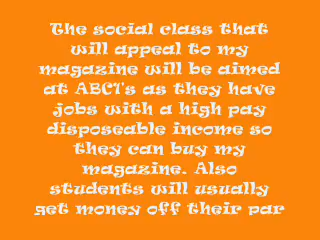 The social class that
will appeal to my
magazine will be aimed
at ABC1's as they have
jobs with a high pay
disposeable income so
they can buy my
magazine. Also
students will usually
get money off their par